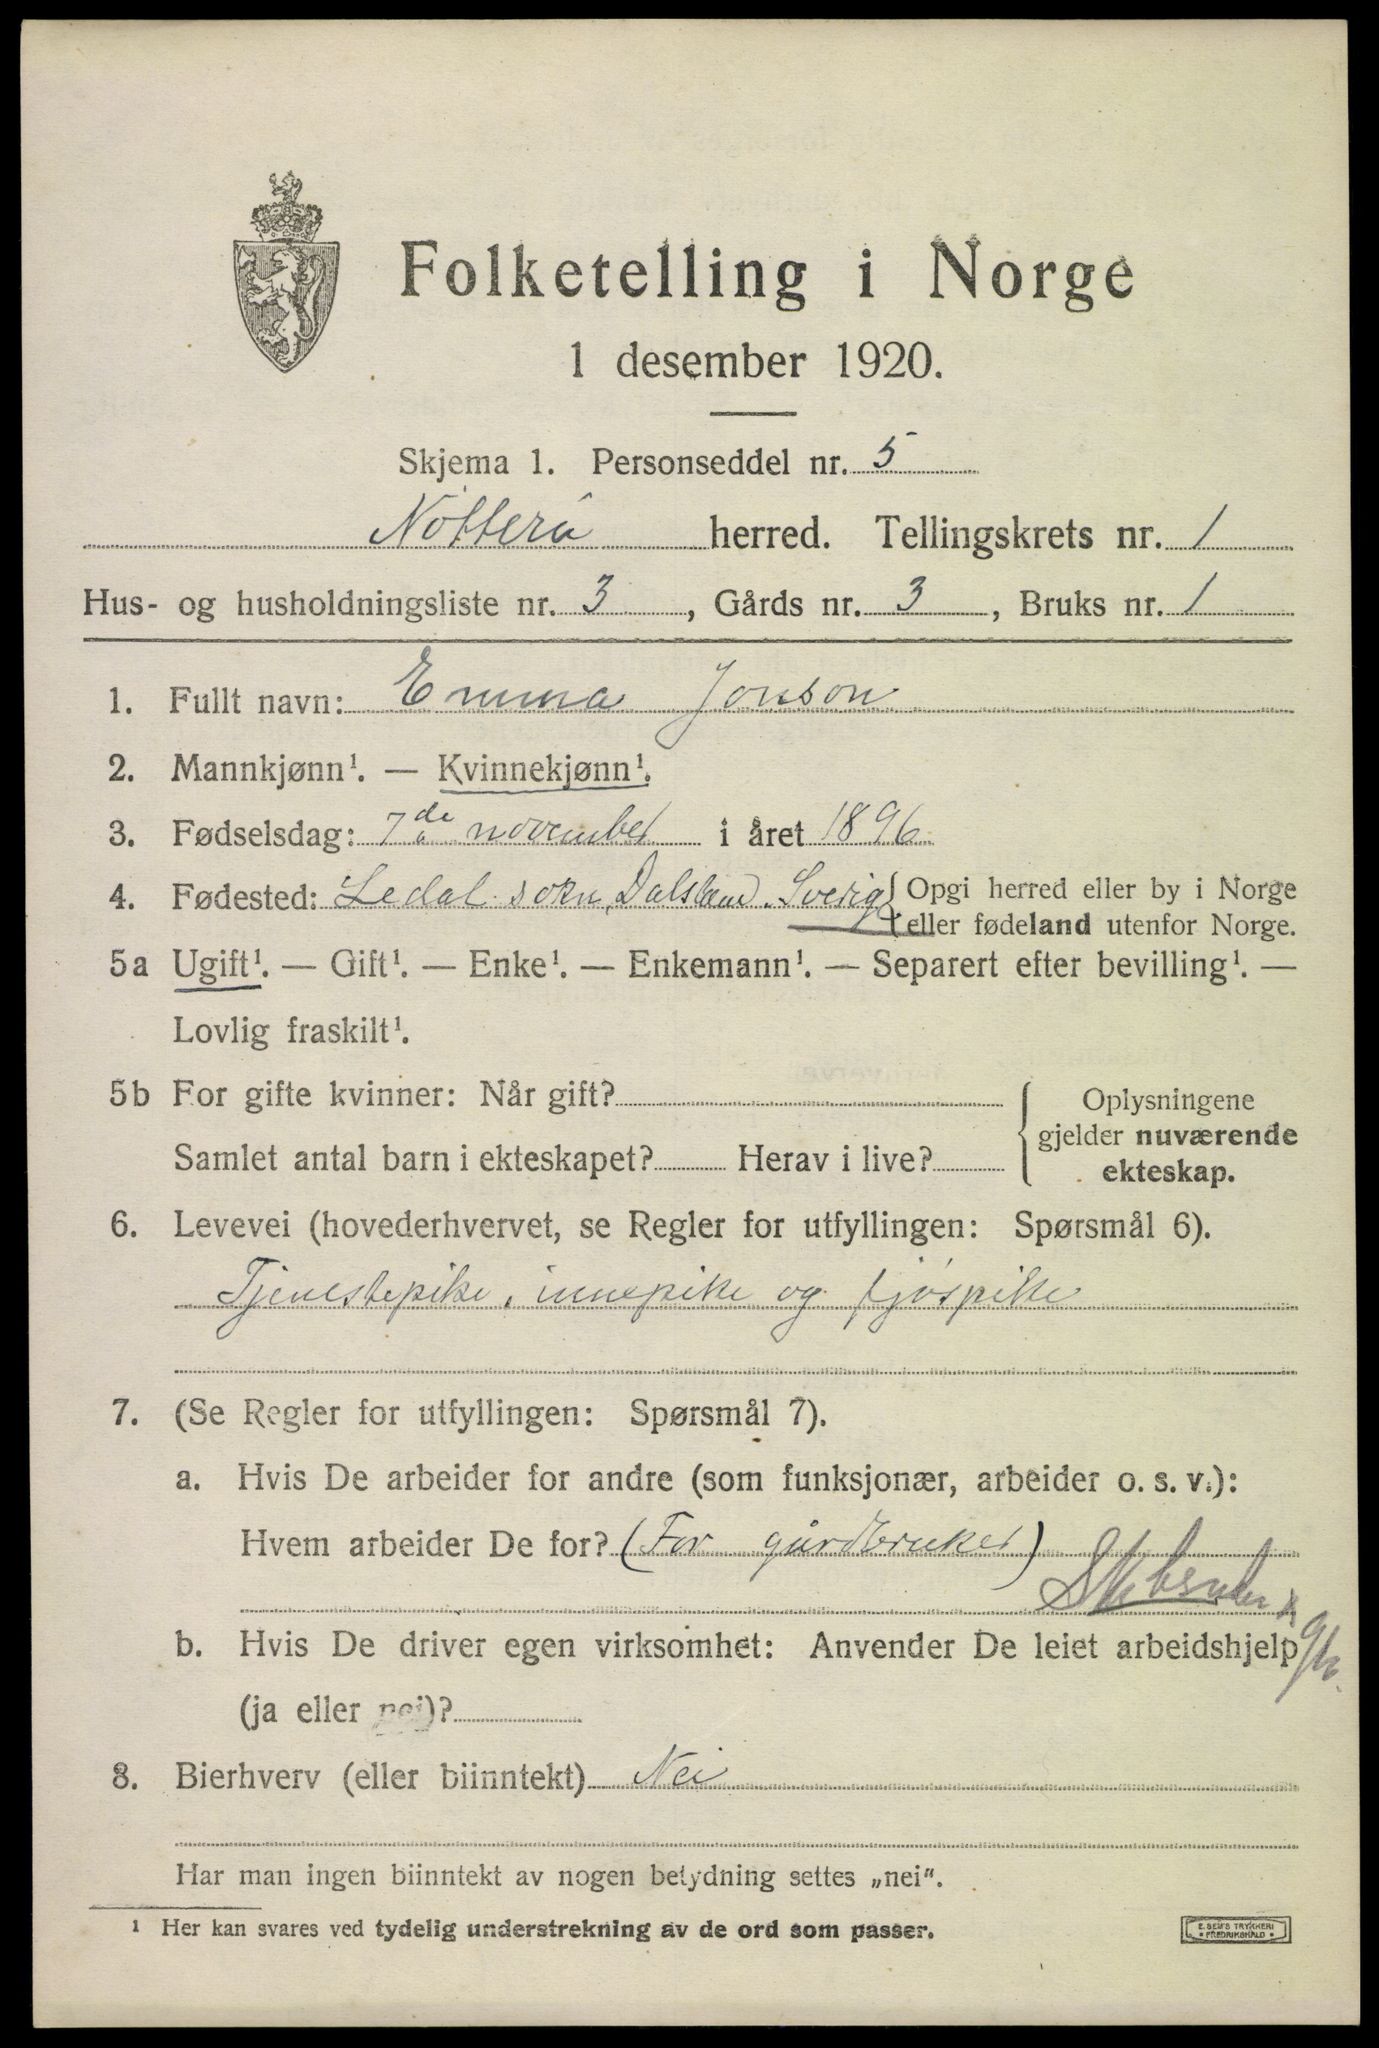 Folketelling i Norge
1 desember 1920.
Skjema 1. Personseddel nr. 5
Nötterö herred. Tellingskrets nr. 1
Hus- og husholdningsliste nr. 3, Gårds nr. 3, Bruks nr. 1
1. Fullt navn: Emma Jonson
2. Mannkjønn¹. — Kvinnekjønn¹.
3. Fødselsdag: 7de november i året 1896
4. Fødested: Ledal sokn, Dalsland. Sverig { Opgi herred eller by i Norge
eller fødeland utenfor Norge.
5a Ugift¹. — Gift¹. — Enke¹. — Enkemann¹. — Separert efter bevilling¹. —
Lovlig fraskilt¹.
5b For gifte kvinner: Når gift?
Samlet antal barn i ekteskapet? Herav i live?
Oplysningene
gjelder nuværende
ekteskap.
6. Levevei (hovederhvervet, se Regler for utfyllingen: Spørsmål 6).
Tjenestepike, innepike og fjöspike
7. (Se Regler for utfyllingen: Spørsmål 7).
a. Hvis De arbeider for andre (som funksjonær, arbeider o. s. v.):
Hvem arbeider De for? (For gårdbruker)
b. Hvis De driver egen virksomhet: Anvender De leiet arbeidshjelp
(ja eller nei)?
8. Bierhverv (eller biinntekt) Nei
Har man ingen biinntekt av nogen betydning settes „nei“.
¹ Her kan svares ved tydelig understrekning av de ord som passer.
E. SEM'S TRYKKERI
FREDRIKSHALD